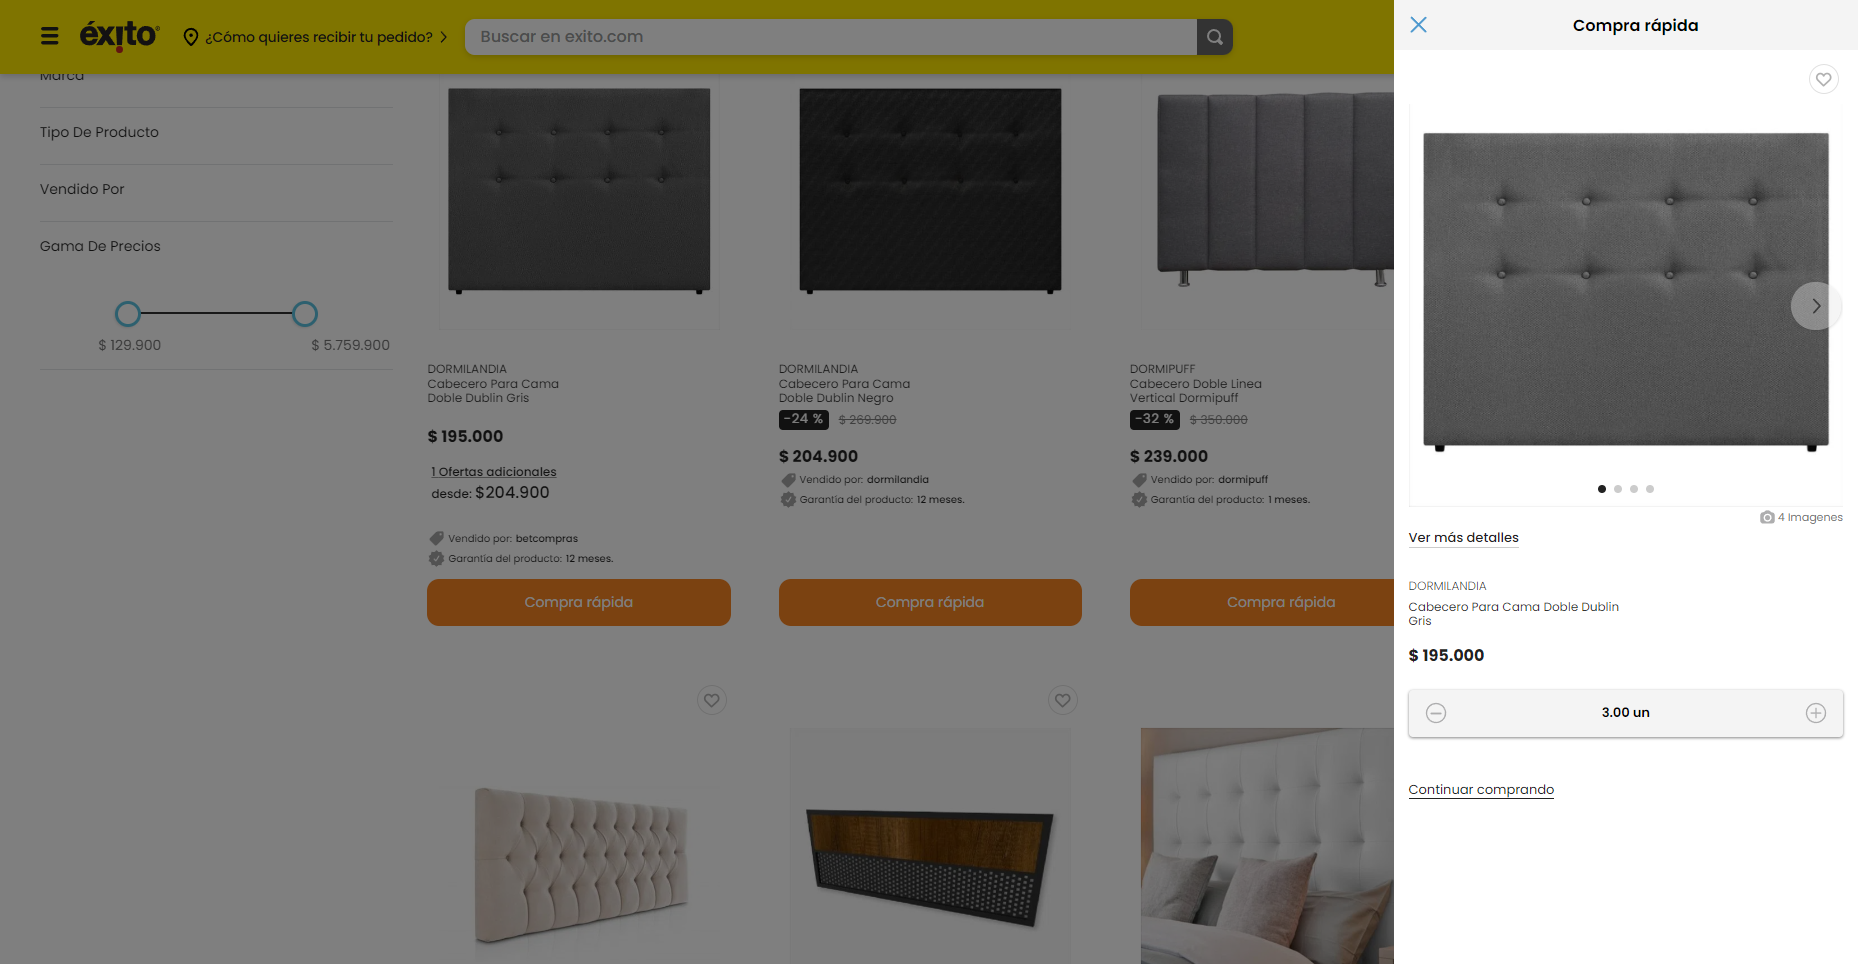 éxito
¿Cómo quieres recibir tu pedido?
Buscar en exito.com
Marca
Tipo De Producto
Vendido Por
Gama De Precios
$ 129.900
$ 5.759.900
DORMILANDIA
Cabecero Para Cama
Doble Dublin Gris
$ 195.000
1 Ofertas adicionales
desde: $204.900
Vendido por: betcompras
Garantía del producto: 12 meses.
Compra rápida
DORMILANDIA
Cabecero Para Cama
Doble Dublin Negro
-24 % $ 269.900
$ 204.900
Vendido por: dormilandia
Garantía del producto: 12 meses.
Compra rápida
DORMIPUFF
Cabecero Doble Linea
Vertical Dormipuff
-32 % $ 350.000
$ 239.000
Vendido por: dormipuff
Garantía del producto: 1 meses.
Compra rápida
Compra rápida
4 Imagenes
Ver más detalles
DORMILANDIA
Cabecero Para Cama Doble Dublin
Gris
$ 195.000
3.00 un
Continuar comprando